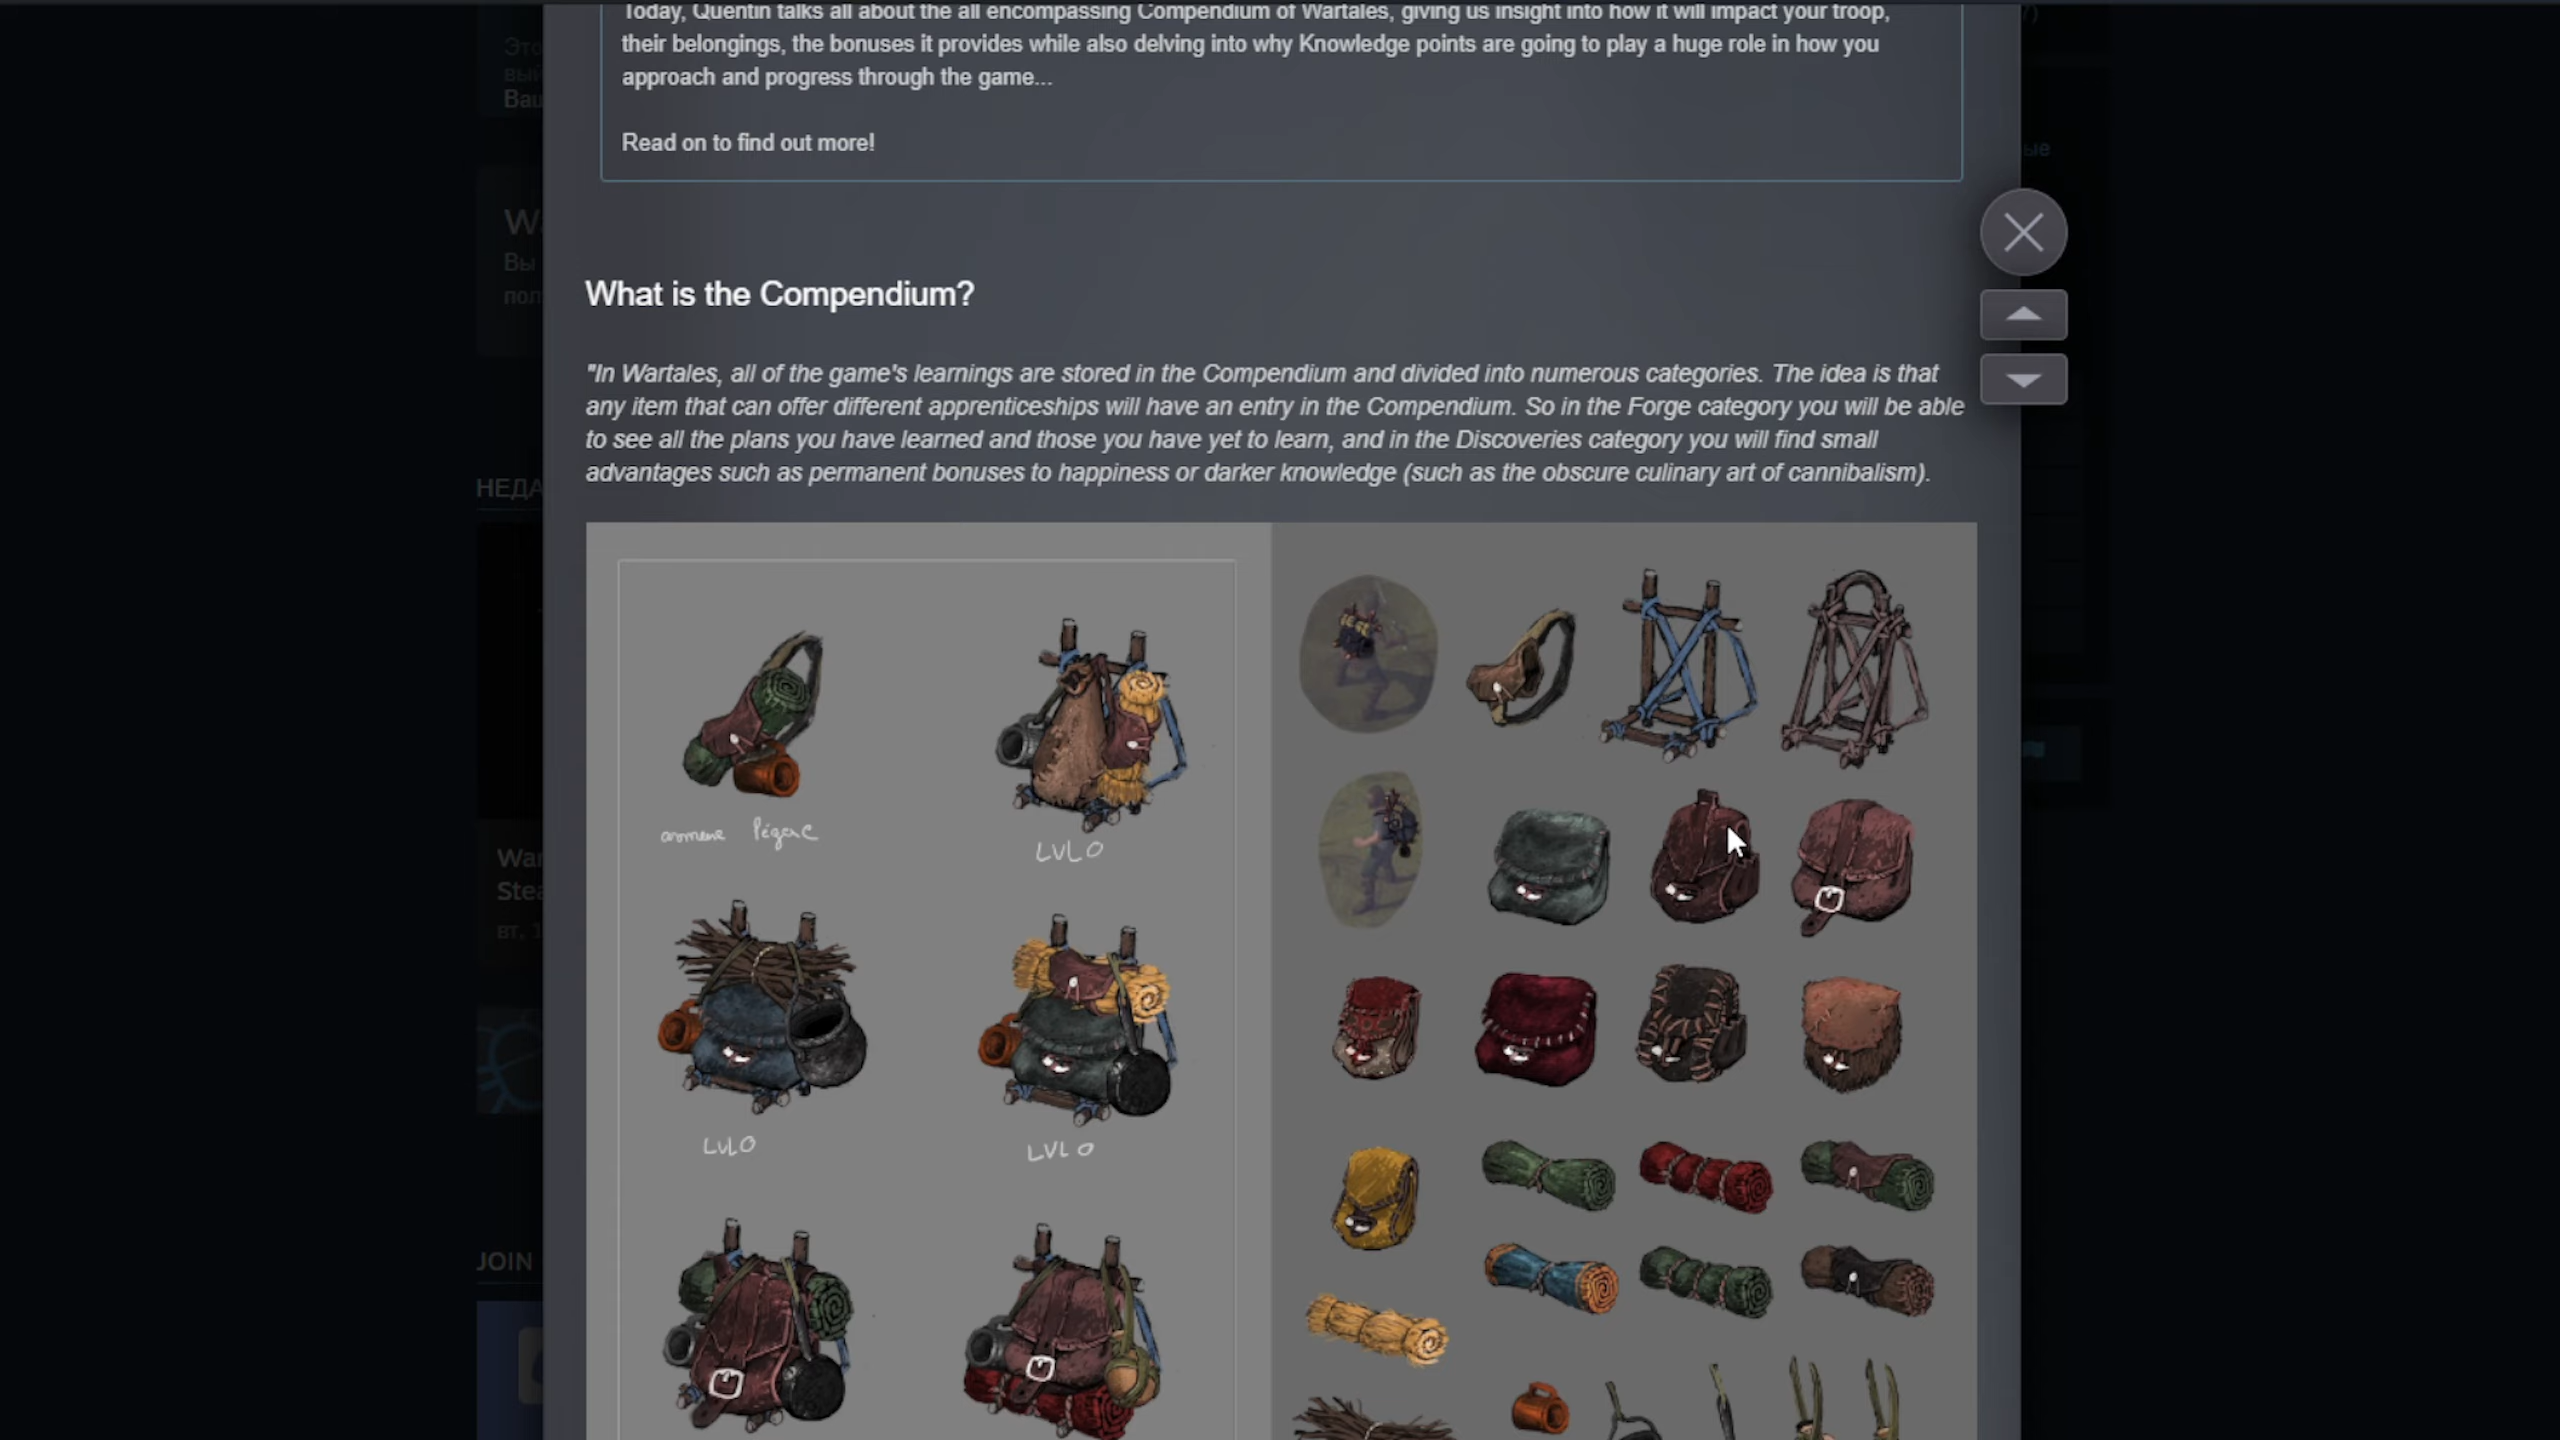 Today, Quentin talks all about the all encompassing Compendium of Wartales, giving us insight into how it will impact your troop,
their belongings, the bonuses it provides while also delving into why Knowledge points are going to play a huge role in how you
approach and progress through the game...
Read on to find out more!
What is the Compendium?
"In Wartales, all of the game's learnings are stored in the Compendium and divided into numerous categories. The idea is that
any item that can offer different apprenticeships will have an entry in the Compendium. So in the Forge category you will be able
to see all the plans you have learned and those you have yet to learn, and in the Discoveries category you will find small
advantages such as permanent bonuses to happiness or darker knowledge (such as the obscure culinary art of cannibalism).
LVL 0
LVL 0
LVL 0
Это
Вы
JOIN